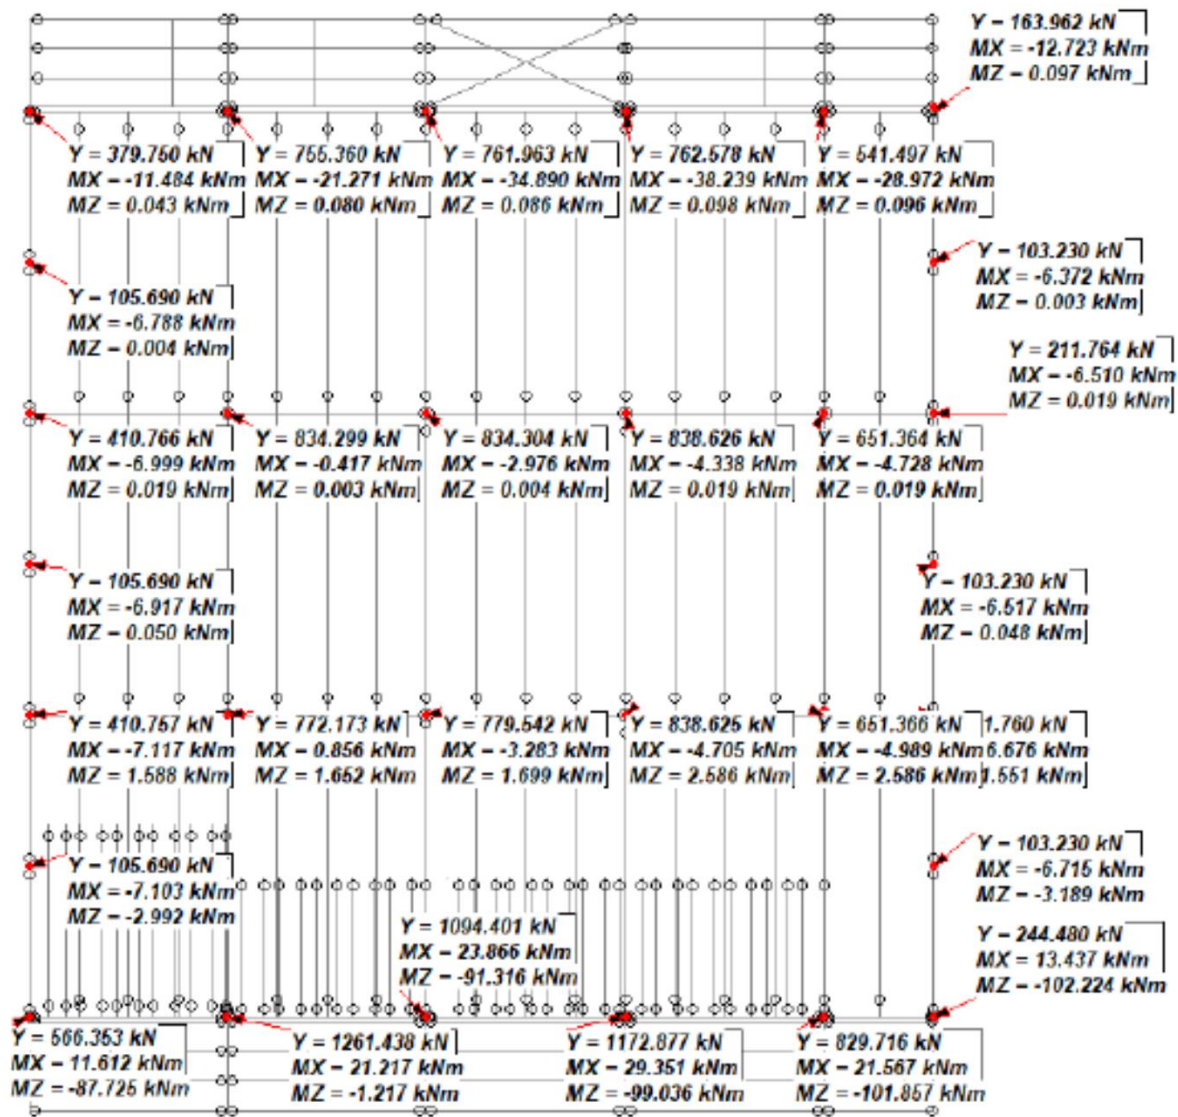 Y = 163.962 kN
MX = -12.723 kNm
MZ = 0.097 kNm
Y = 379.750 kN
MX = -11.484 kNm
MZ = 0.043 kNm
Y = 755.360 kN
MX = -21.271 kNm
MZ = 0.080 kNm
Y = 761.963 kN
MX = -34.890 kNm
MZ = 0.086 kNm
Y = 762.578 kN
MX = -38.239 kNm
MZ = 0.098 kNm
Y = 541.497 kN
MX = -28.972 kNm
MZ = 0.096 kNm
Y = 105.690 kN
MX = -6.788 kNm
MZ = 0.004 kNm
Y = 103.230 kN
MX = -6.372 kNm
MZ = 0.003 kNm
Y = 211.764 kN
MX = -6.510 kNm
MZ = 0.019 kNm
Y = 410.766 kN
MX = -6.999 kNm
MZ = 0.019 kNm
Y = 834.299 kN
MX = -0.417 kNm
MZ = 0.003 kNm
Y = 834.304 kN
MX = -2.976 kNm
MZ = 0.004 kNm
Y = 838.626 kN
MX = -4.338 kNm
MZ = 0.019 kNm
Y = 651.364 kN
MX = -4.728 kNm
MZ = 0.019 kNm
Y = 105.690 kN
MX = -6.917 kNm
MZ = 0.050 kNm
Y = 103.230 kN
MX = -6.517 kNm
MZ = 0.048 kNm
Y = 410.757 kN
MX = -7.117 kNm
MZ = 1.588 kNm
Y = 772.173 kN
MX = 0.856 kNm
MZ = 1.652 kNm
Y = 779.542 kN
MX = -3.283 kNm
MZ = 1.699 kNm
Y = 838.625 kN
MX = -4.705 kNm
MZ = 2.586 kNm
Y = 651.366 kN
MX = -4.989 kNm
MZ = 2.586 kNm
1.760 kN
6.676 kNm
1.551 kNm
Y = 105.690 kN
MX = -7.103 kNm
MZ = -2.992 kNm
Y = 103.230 kN
MX = -6.715 kNm
MZ = -3.189 kNm
Y = 1094.401 kN
MX = 23.866 kNm
MZ = -91.316 kNm
Y = 244.480 kN
MX = 13.437 kNm
MZ = -102.224 kNm
Y = 566.353 kN
MX = 11.612 kNm
MZ = -87.725 kNm
Y = 1261.438 kN
MX = 21.217 kNm
MZ = -1.217 kNm
Y = 1172.877 kN
MX = 29.351 kNm
MZ = -99.036 kNm
Y = 829.716 kN
MX = 21.567 kNm
MZ = -101.857 kNm